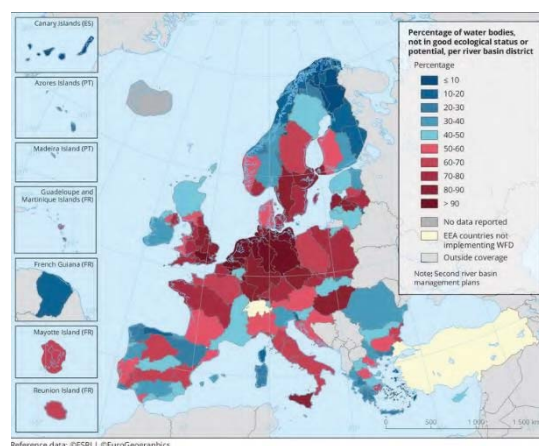 Canary Islands (ES)
Azores Islands (PT)
Madeira Island (PT)
Guadeloupe and
Martinique Islands (FR)
French Guiana (FR)
Mayotte Island (FR)
Reunion Island (FR)
Percentage of water bodies,
not in good ecological status or
potential, per river basin district
Percentage
≤ 10
10-20
20-30
30-40
40-50
50-60
60-70
70-80
80-90
> 90
No data reported
EEA countries not
implementing WFD
Outside coverage
Note: Second river basin
management plans
0 500 1 000 1 500 km
Reference data: ©ESRI | ©EuroGeographics